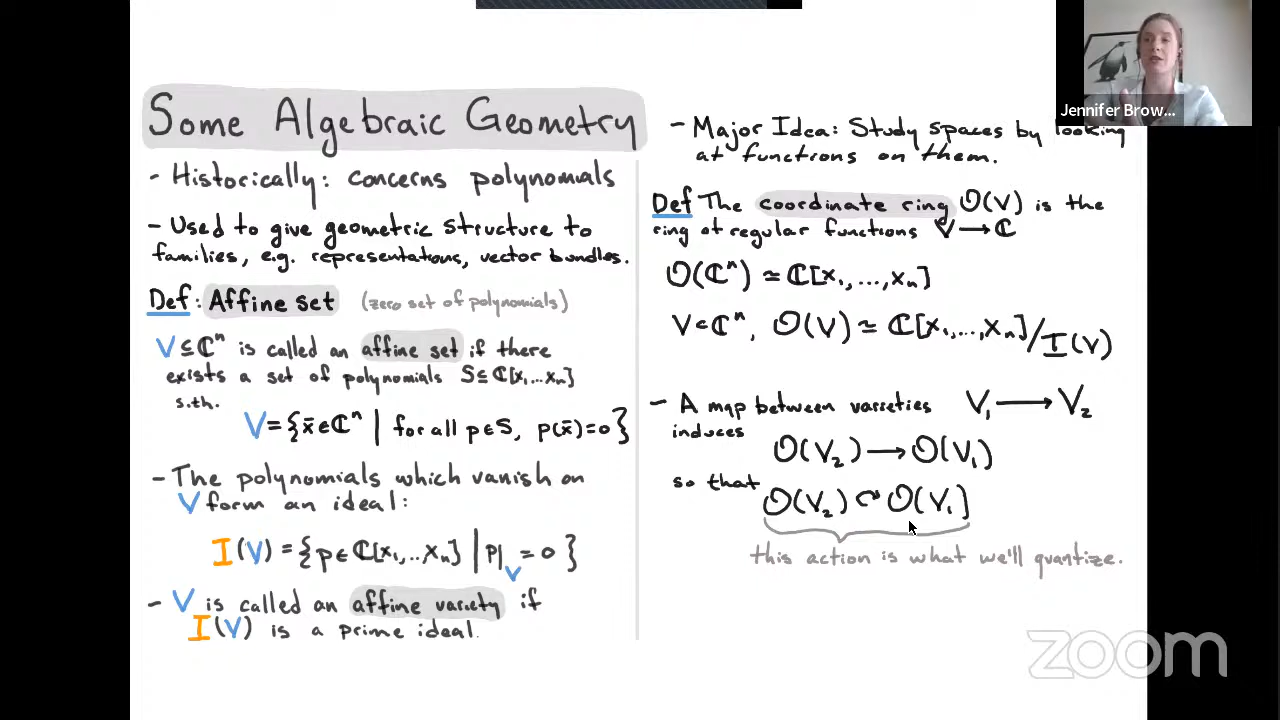 Some Algebraic Geometry
- Historically: concerns polynomials
- Used to give geometric structure to
families, e.g. representations, vector bundles.
Def: Affine set (zero set of polynomials)
V ⊆ ℂⁿ is called an affine set if there
exists a set of polynomials S ⊆ ℂ[x₁,...xₙ]
s.th.
V = {x̄ ∈ ℂⁿ | for all p ∈ S, p(x̄) = 0}
- The polynomials which vanish on
V form an ideal:
I(V) = {p ∈ ℂ[x₁,...xₙ] | p|_V = 0}
- V is called an affine variety if
I(V) is a prime ideal.
- Major Idea: Study spaces by looking
at functions on them.
Def The coordinate ring O(V) is the
ring of regular functions V → ℂ
O(ℂⁿ) ≃ ℂ[x₁,...,xₙ]
V ⊂ ℂⁿ, O(V) ≃ ℂ[x₁,...,xₙ]/I(V)
- A map between varieties V₁ → V₂
induces
O(V₂) → O(V₁)
so that
O(V₂) ↷ O(V₁)
this action is what we'll quantize.
Jennifer Brow...
zoom